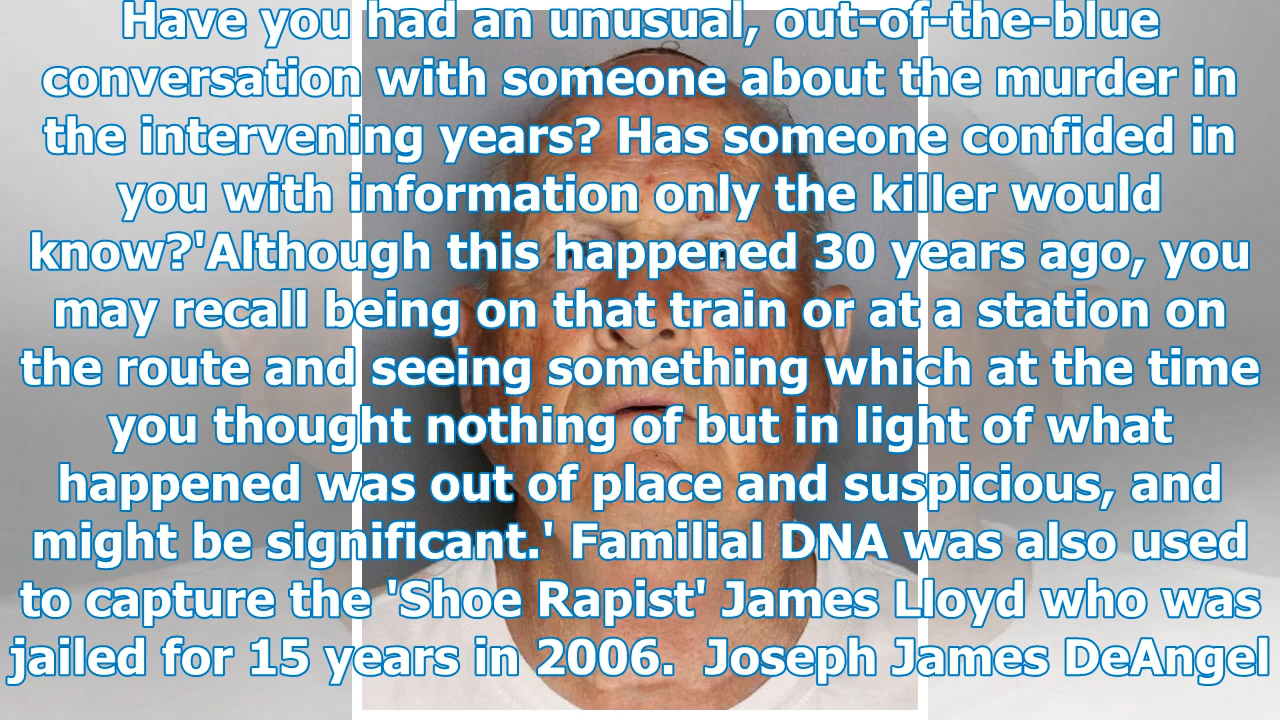 Have you had an unusual, out-of-the-blue
conversation with someone about the murder in
the intervening years? Has someone confided in
you with information only the killer would
know?'Although this happened 30 years ago, you
may recall being on that train or at a station on
the route and seeing something which at the time
you thought nothing of but in light of what
happened was out of place and suspicious, and
might be significant.' Familial DNA was also used
to capture the 'Shoe Rapist' James Lloyd who was
jailed for 15 years in 2006.  Joseph James DeAngel